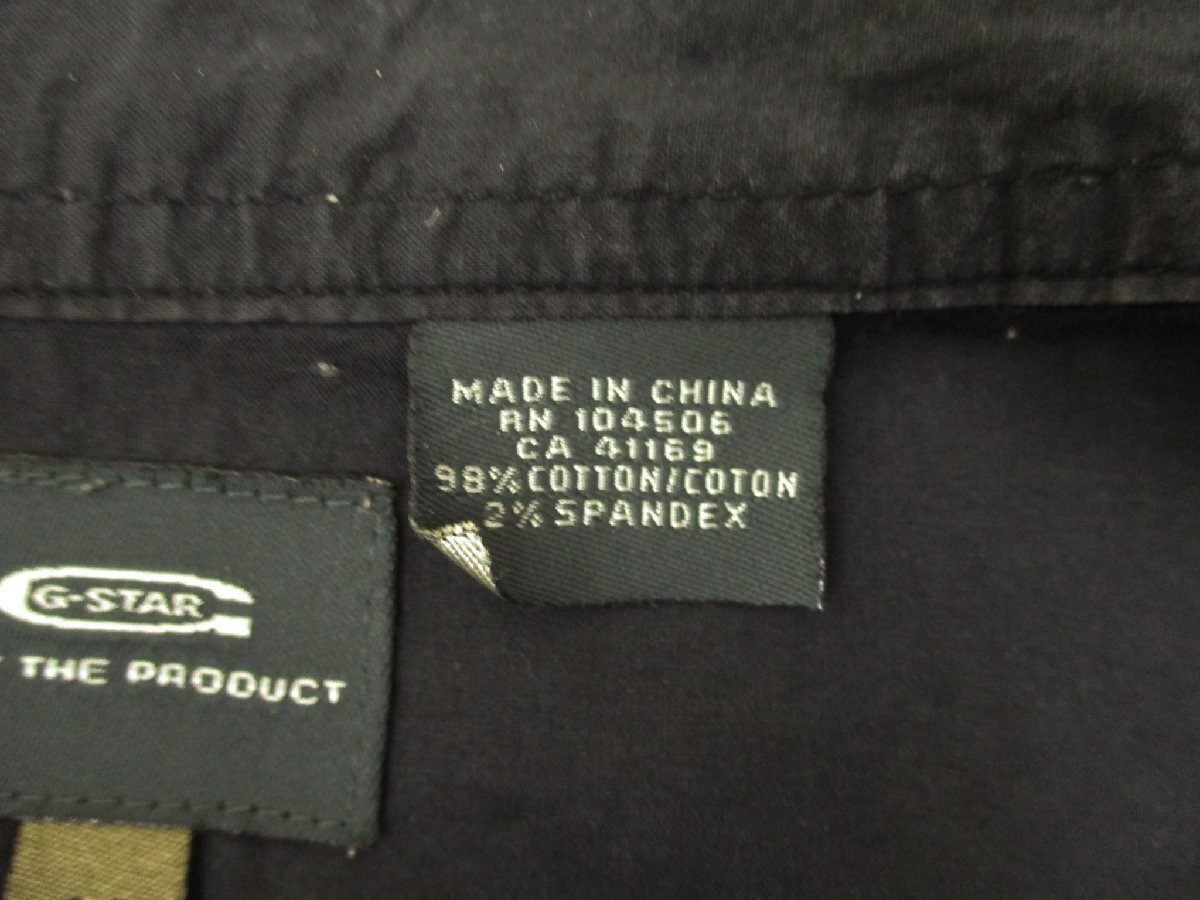 MADE IN CHINA
RN 104506
CA 41169
98% COTTON/COTON
2% SPANDEX
G-STAR
THE PRODUCT